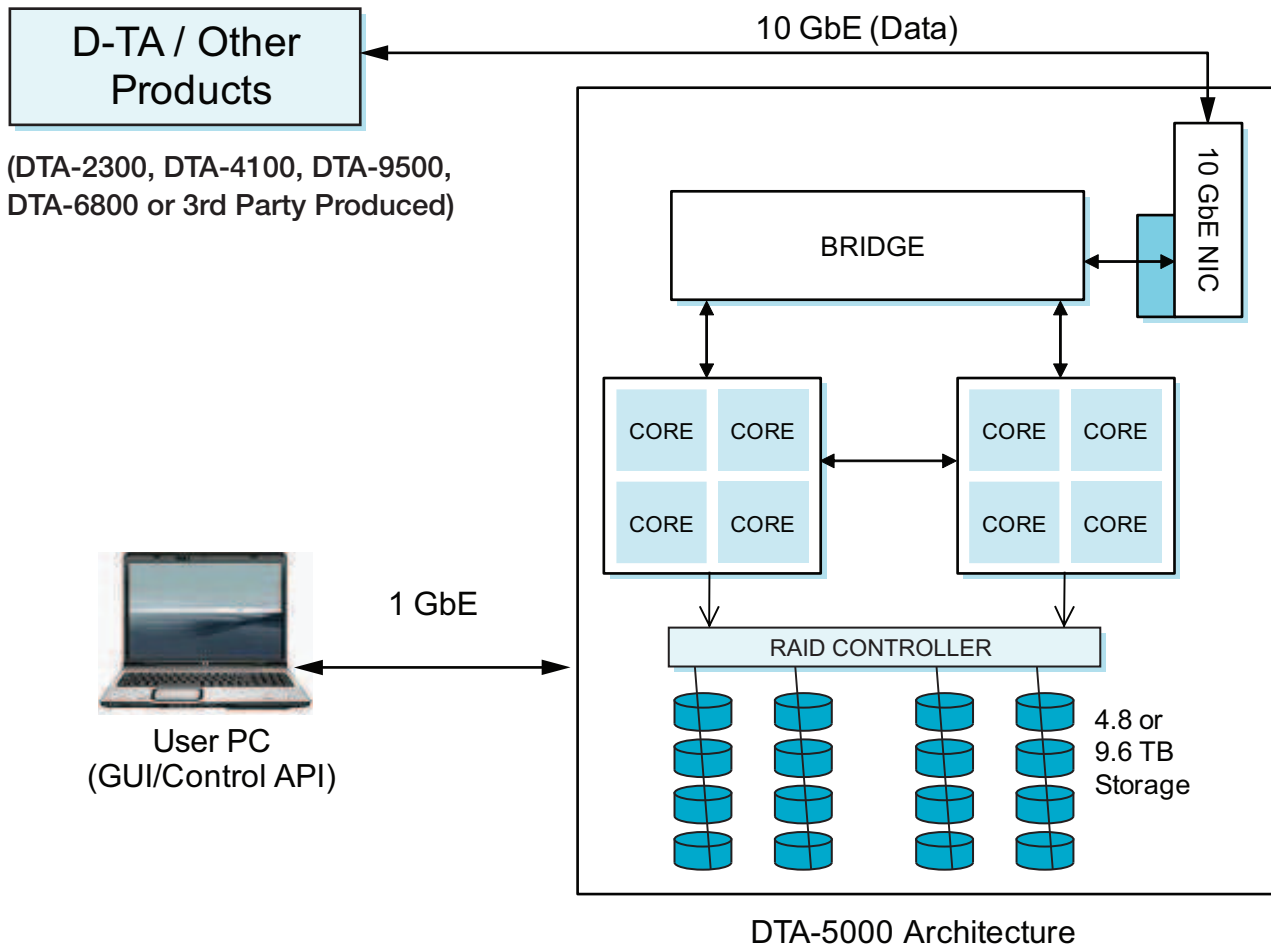 D-TA / Other
Products
10 GbE (Data)
(DTA-2300, DTA-4100, DTA-9500,
DTA-6800 or 3rd Party Produced)
10 GbE NIC
BRIDGE
CORE CORE
CORE CORE
CORE CORE
CORE CORE
1 GbE
RAID CONTROLLER
User PC
(GUI/Control API)
4.8 or
9.6 TB
Storage
DTA-5000 Architecture